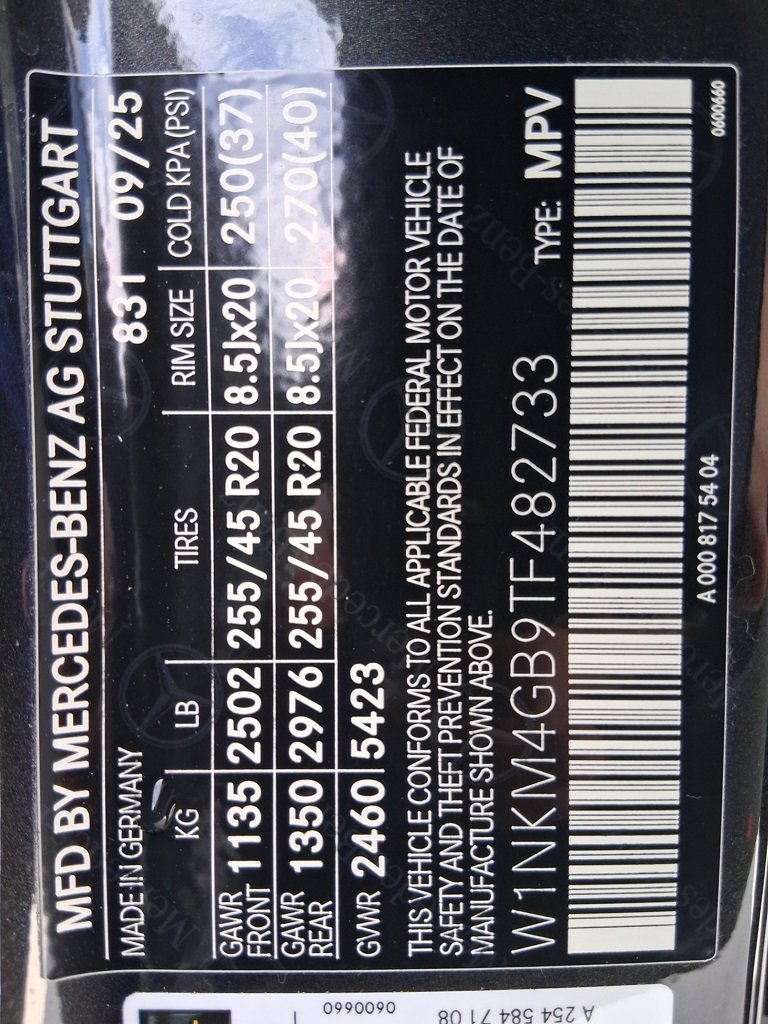 MFD BY MERCEDES-BENZ AG STUTTGART
MADE IN GERMANY 831 09/25
KG LB TIRES RIM SIZE COLD KPA(PSI)
GAWR FRONT 1135 2502 255/45 R20 8.5Jx20 250(37)
GAWR REAR 1350 2976 255/45 R20 8.5Jx20 270(40)
GVWR 2460 5423
THIS VEHICLE CONFORMS TO ALL APPLICABLE FEDERAL MOTOR VEHICLE
SAFETY AND THEFT PREVENTION STANDARDS IN EFFECT ON THE DATE OF
MANUFACTURE SHOWN ABOVE.
W1NKM4GB9TF482733 TYPE: MPV
A 000 817 54 04 0600660
0600660
A 254 584 71 08